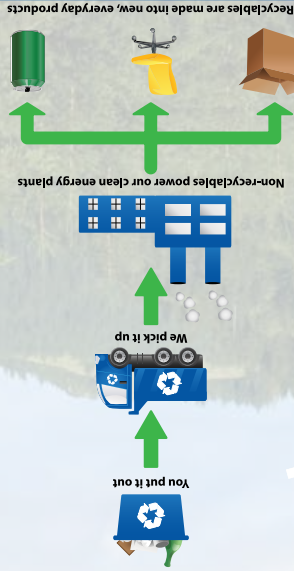 You put it out
We pick it up
Non-recyclables power our clean energy plants
Recyclables are made into new, everyday products